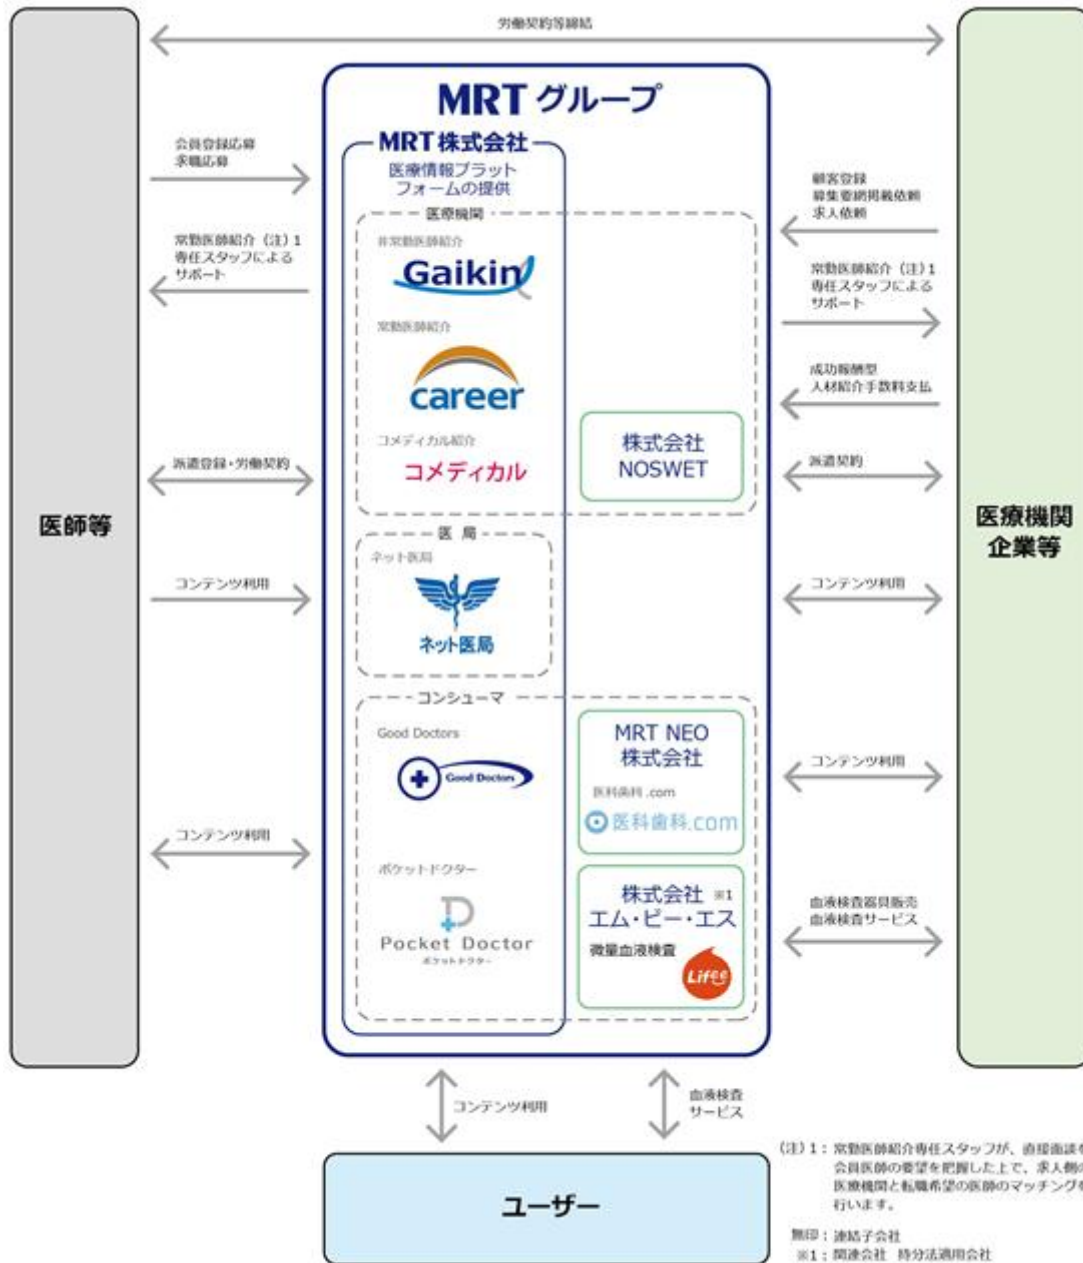 労働契約等締結
MRT グループ
MRT 株式会社
医療情報プラット
フォームの提供
会員登録応募
求職応募
顧客登録
募集要綱掲載依頼
求人依頼
医療機関
非常勤医師紹介
Gaikin
常勤医師紹介（注）1
専任スタッフによる
サポート
常勤医師紹介（注）1
専任スタッフによる
サポート
常勤医師紹介
career
成功報酬型
人材紹介手数料支払
コメディカル紹介
コメディカル
株式会社
NOSWET
派遣登録・労働契約
派遣契約
医師等
医療機関
企業等
医 局
ネット医局
ネット医局
コンテンツ利用
コンテンツ利用
コンシューマ
Good Doctors
Good Doctors
MRT NEO
株式会社
医科歯科.com
医科歯科.com
コンテンツ利用
コンテンツ利用
ポケットドクター
Pocket Doctor
ポケットドクター
株式会社 ※1
エム・ピー・エス
微量血液検査
Lifee
血液検査器具販売
血液検査サービス
コンテンツ利用
血液検査
サービス
ユーザー
(注) 1：常勤医師紹介専任スタッフが、直接面談を
会員医師の要望を把握した上で、求人側の
医療機関と転職希望の医師のマッチングを
行います。
無印：連結子会社
※1：関連会社 持分法適用会社